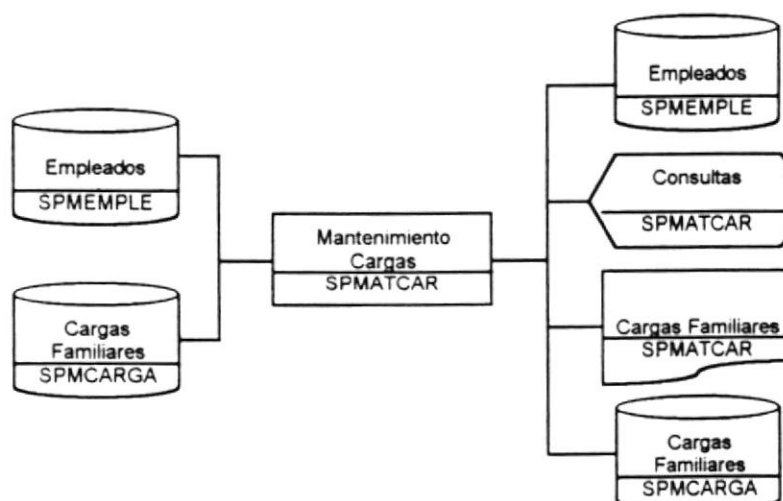 Empleados
SPMEMPLE
Cargas
Familiares
SPMCARGA
Mantenimiento
Cargas
SPMATCAR
Empleados
SPMEMPLE
Consultas
SPMATCAR
Cargas Familiares
SPMATCAR
Cargas
Familiares
SPMCARGA